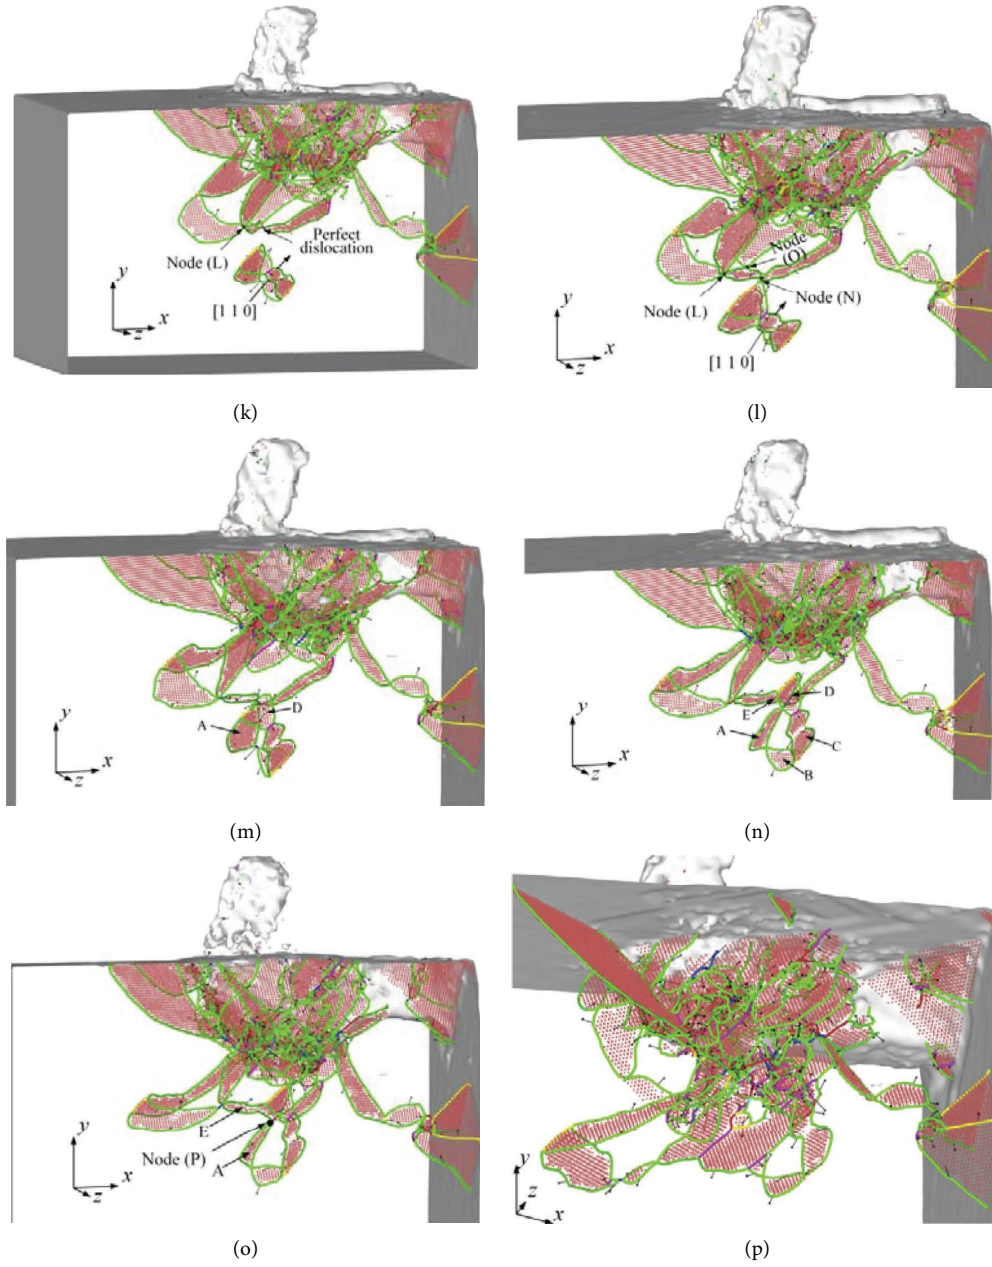 Perfect
dislocation
Node (L)
[1 1 0]
y
x
z
(k)
Node
(O)
Node (L)
Node (N)
[1 1 0]
y
x
z
(l)
D
A
y
x
z
(m)
D
E
A
C
B
y
x
z
(n)
E
Node (P)
A
y
x
z
(o)
y
z
x
(p)